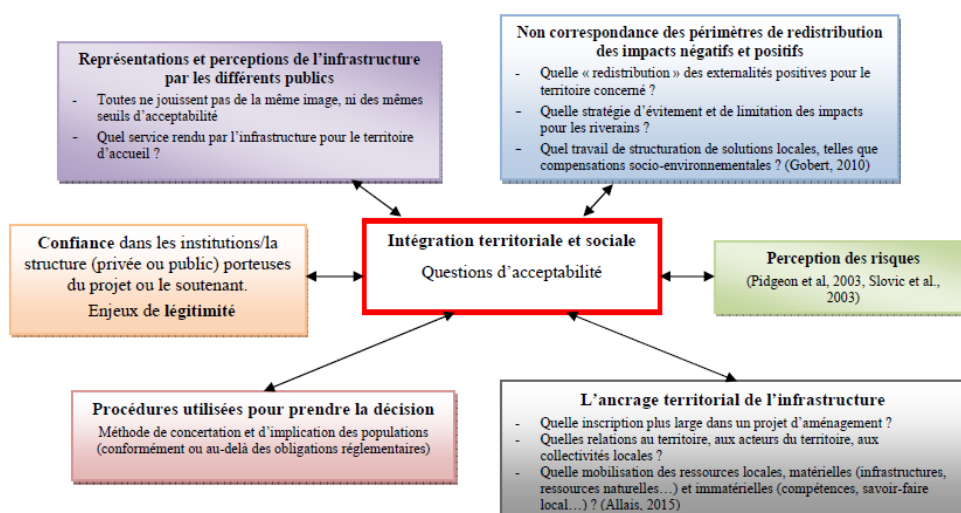 Représentations et perceptions de l'infrastructure
par les différents publics
- Toutes ne jouissent pas de la même image, ni des mêmes
seuils d'acceptabilité
- Quel service rendu par l'infrastructure pour le territoire
d'accueil ?
Non correspondance des périmètres de redistribution
des impacts négatifs et positifs
- Quelle « redistribution » des externalités positives pour le
territoire concerné ?
- Quelle stratégie d'évitement et de limitation des impacts
pour les riverains ?
- Quel travail de structuration de solutions locales, telles que
compensations socio-environnementales ? (Gobert, 2010)
Confiance dans les institutions/la
structure (privée ou public) porteuses
du projet ou le soutenant.
Enjeux de légitimité
Intégration territoriale et sociale
Questions d'acceptabilité
Perception des risques
(Pidgeon et al, 2003, Slovic et al.,
2003)
Procédures utilisées pour prendre la décision
Méthode de concertation et d'implication des populations
(conformément ou au-delà des obligations réglementaires)
L'ancrage territorial de l'infrastructure
- Quelle inscription plus large dans un projet d'aménagement ?
- Quelles relations au territoire, aux acteurs du territoire, aux
collectivités locales ?
- Quelle mobilisation des ressources locales, matérielles (infrastructures,
ressources naturelles…) et immatérielles (compétences, savoir-faire
local…) ? (Allais, 2015)